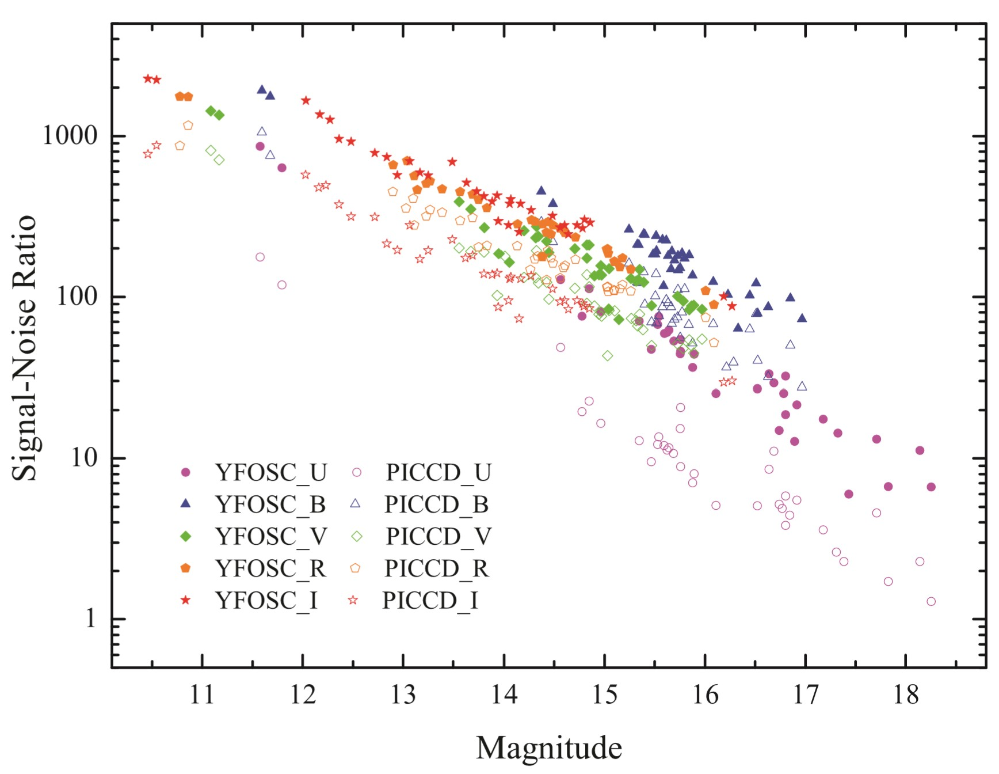 Signal-Noise Ratio
1000
100
10
1
YFOSC_U PICCD_U
YFOSC_B PICCD_B
YFOSC_V PICCD_V
YFOSC_R PICCD_R
YFOSC_I PICCD_I
11 12 13 14 15 16 17 18
Magnitude